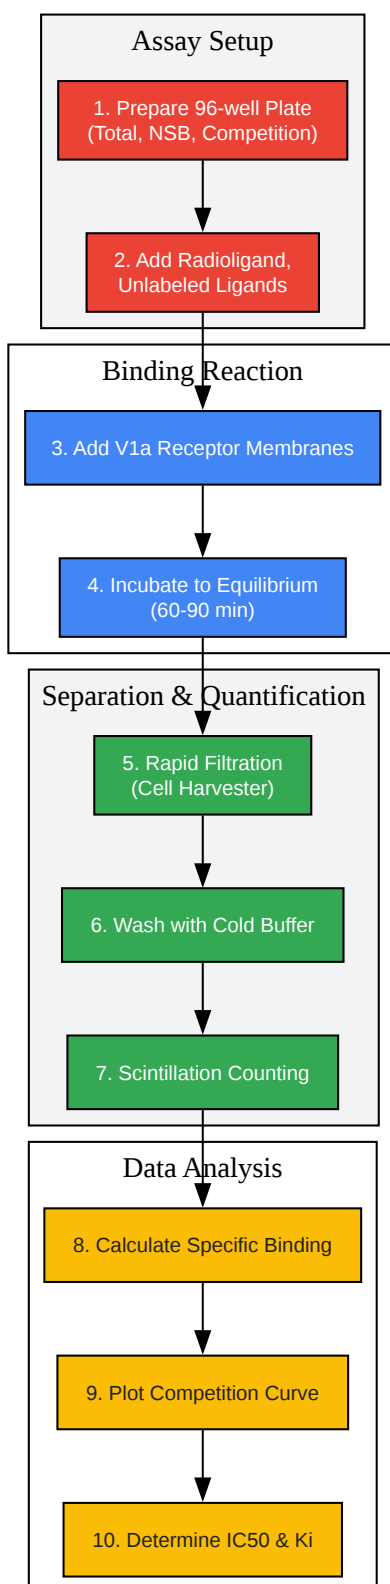 Assay Setup
1. Prepare 96-well Plate
(Total, NSB, Competition)
2. Add Radioligand,
Unlabeled Ligands
Binding Reaction
3. Add V1a Receptor Membranes
4. Incubate to Equilibrium
(60-90 min)
Separation & Quantification
5. Rapid Filtration
(Cell Harvester)
6. Wash with Cold Buffer
7. Scintillation Counting
Data Analysis
8. Calculate Specific Binding
9. Plot Competition Curve
10. Determine IC50 & Ki